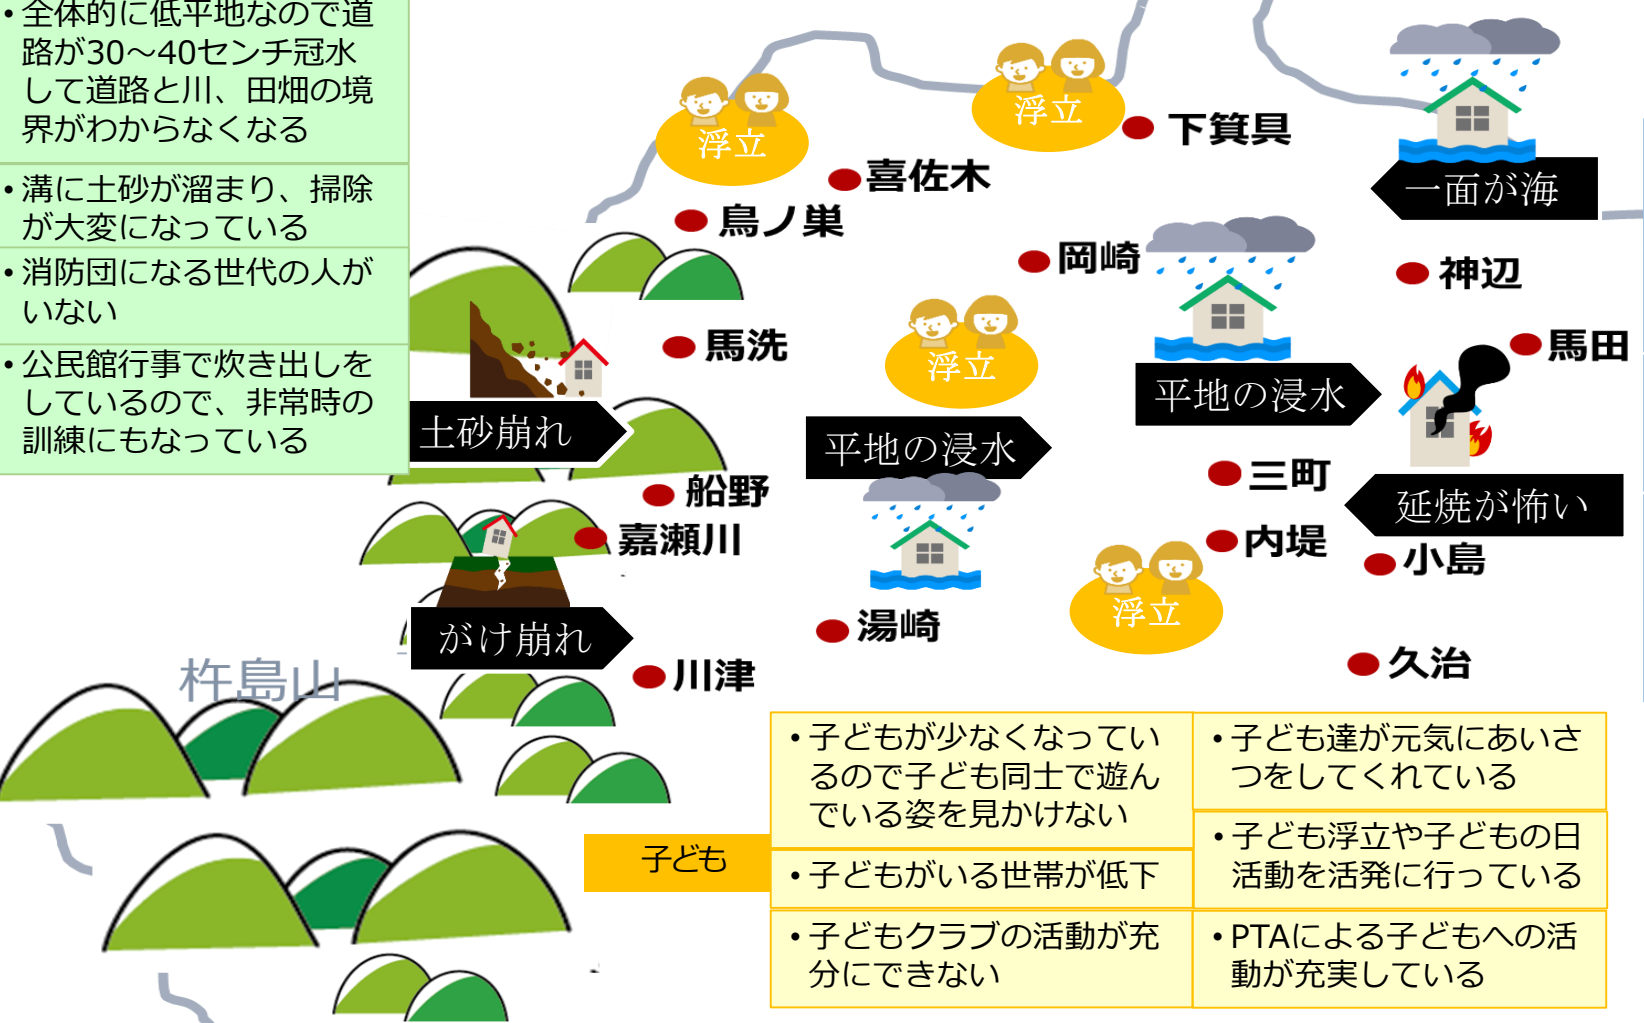 ・全体的に低平地なので道
路が30～40センチ冠水
して道路と川、田畑の境
界がわからなくなる
・溝に土砂が溜まり、掃除
が大変になっている
・消防団になる世代の人が
いない
・公民館行事で炊き出しを
しているので、非常時の
訓練にもなっている
浮立
浮立
下箕具
喜佐木
鳥ノ巣
一面が海
岡崎
神辺
馬洗
浮立
馬田
平地の浸水
土砂崩れ
平地の浸水
三町
船野
延焼が怖い
嘉瀬川
内堤
小島
浮立
湯崎
がけ崩れ
久治
川津
杵島山
子ども
・子どもが少なくなってい
るので子ども同士で遊ん
でいる姿を見かけない
・子どもがいる世帯が低下
・子どもクラブの活動が充
分にできない
・子ども達が元気にあいさ
つをしてくれている
・子ども浮立や子どもの日
活動を活発に行っている
・PTAによる子どもへの活
動が充実している